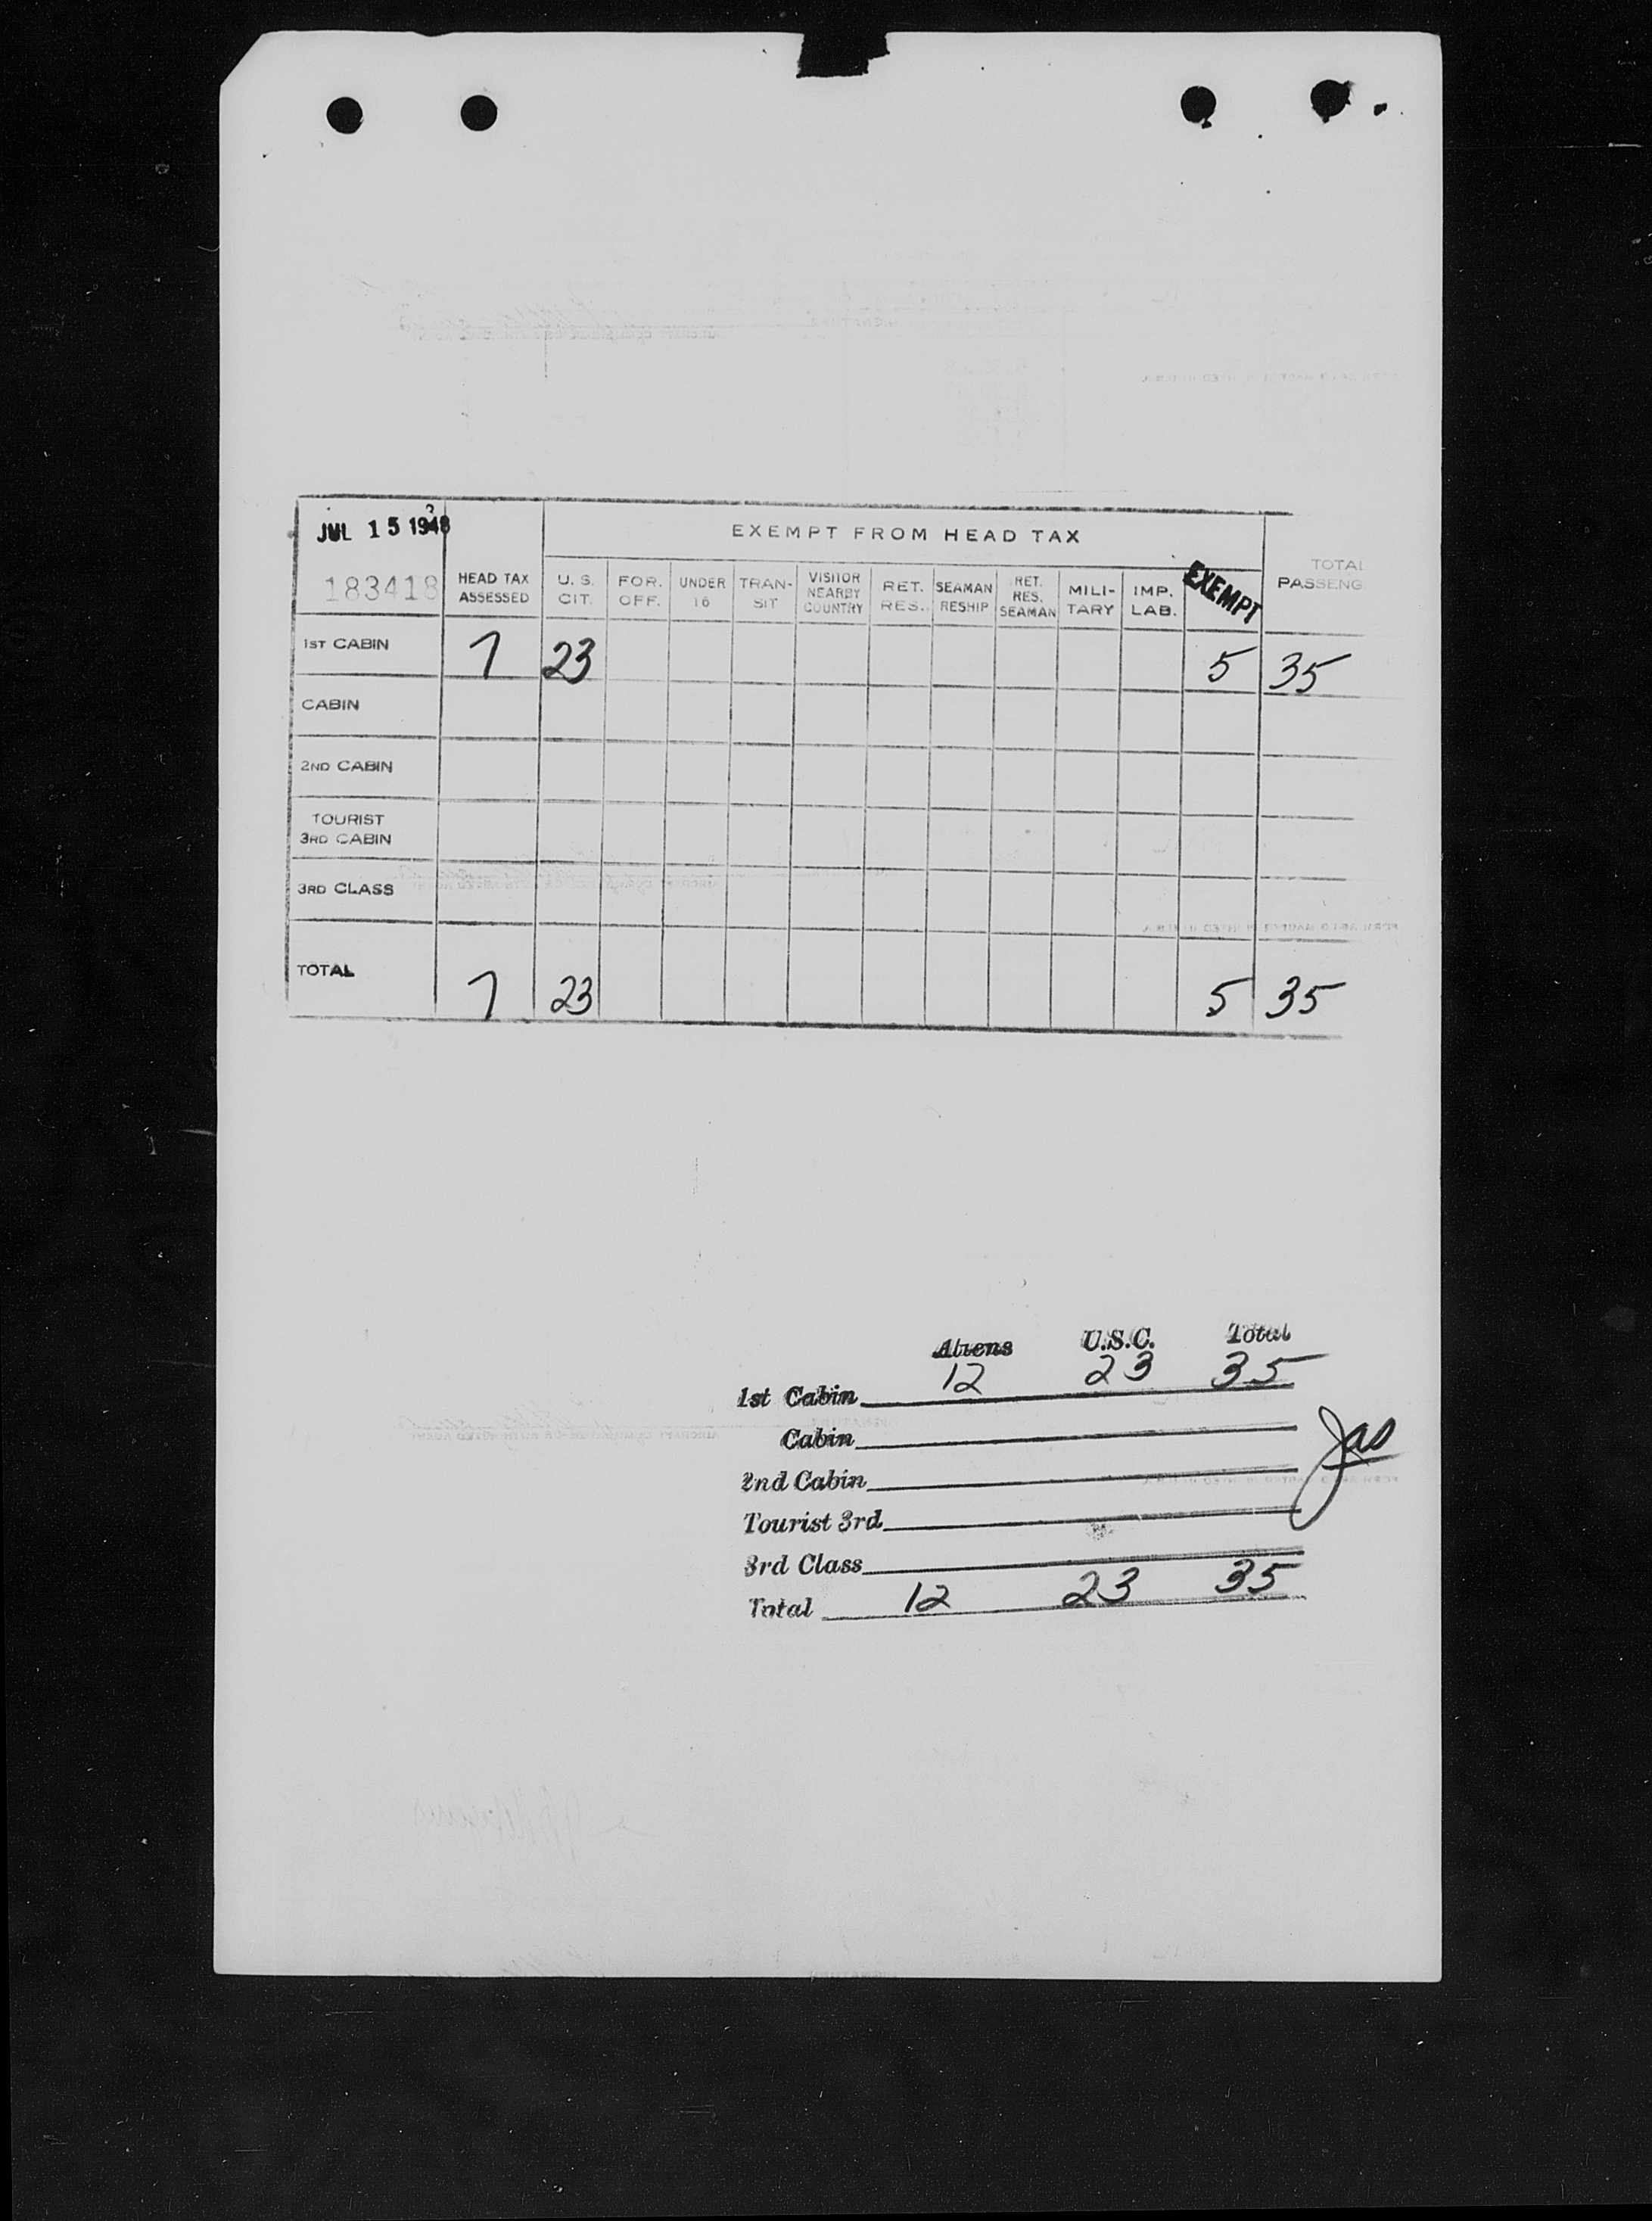 JUL 15 1948
EXEMPT FROM HEAD TAX
183418
HEAD TAX ASSESSED
U. S. CIT.
FOR. OFF.
UNDER 16
TRAN- SIT
VISITOR NEARBY COUNTRY
RET. RES.
SEAMAN RESHIP
RET. RES. SEAMAN
MILI- TARY
IMP. LAB.
EXEMPT
TOTAL PASSENG
1ST CABIN 7 23 5 35
CABIN
2ND CABIN
TOURIST
3RD CABIN
3RD CLASS
TOTAL 7 23 5 35
Aliens U.S.C. Total
1st Cabin 12 23 35
Cabin
Jas
2nd Cabin
Tourist 3rd
3rd Class
Total 12 23 35